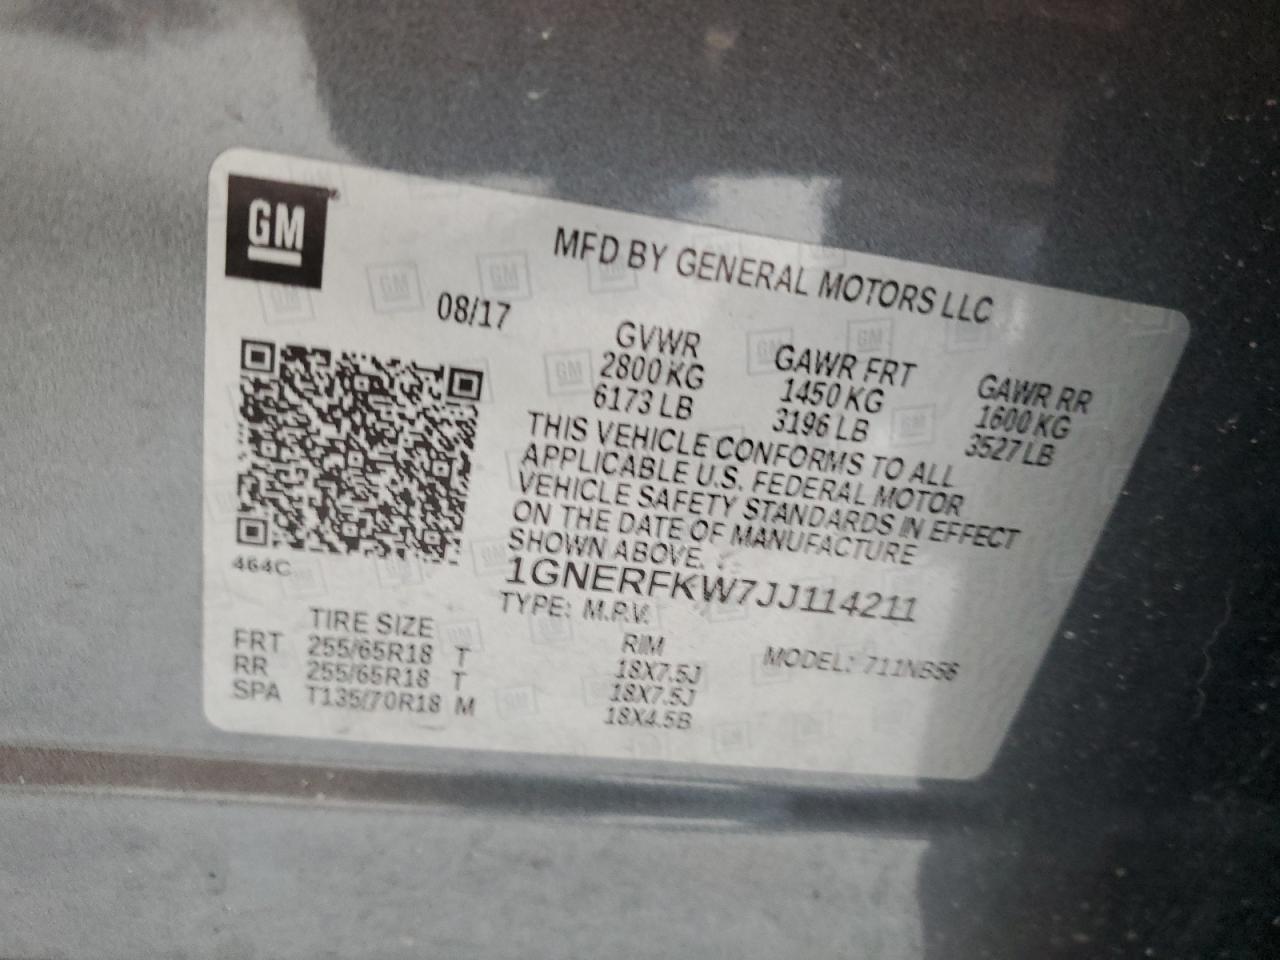 GM
MFD BY GENERAL MOTORS LLC
08/17
GVWR GAWR FRT GAWR RR
2800 KG 1450 KG 1600 KG
6173 LB 3196 LB 3527 LB
THIS VEHICLE CONFORMS TO ALL
APPLICABLE U.S. FEDERAL MOTOR
VEHICLE SAFETY STANDARDS IN EFFECT
ON THE DATE OF MANUFACTURE
SHOWN ABOVE.
1GNERFKW7JJ114211
464C
TYPE: M.P.V.
TIRE SIZE RIM MODEL:
FRT 255/65R18 T 18X7.5J
RR 255/65R18 T 18X7.5J
SPA T135/70R18 M 18X4.5B